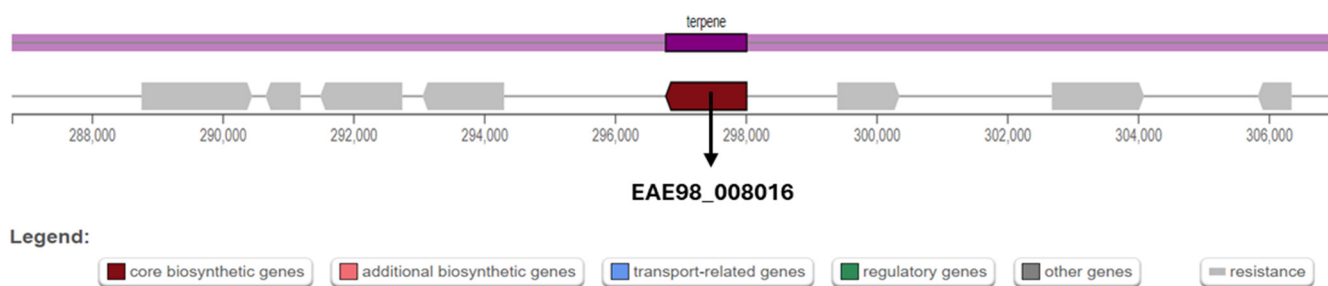 terpene
288,000 290,000 292,000 294,000 296,000 298,000 300,000 302,000 304,000 306,000
EAE98_008016
Legend:
core biosynthetic genes additional biosynthetic genes transport-related genes regulatory genes other genes resistance